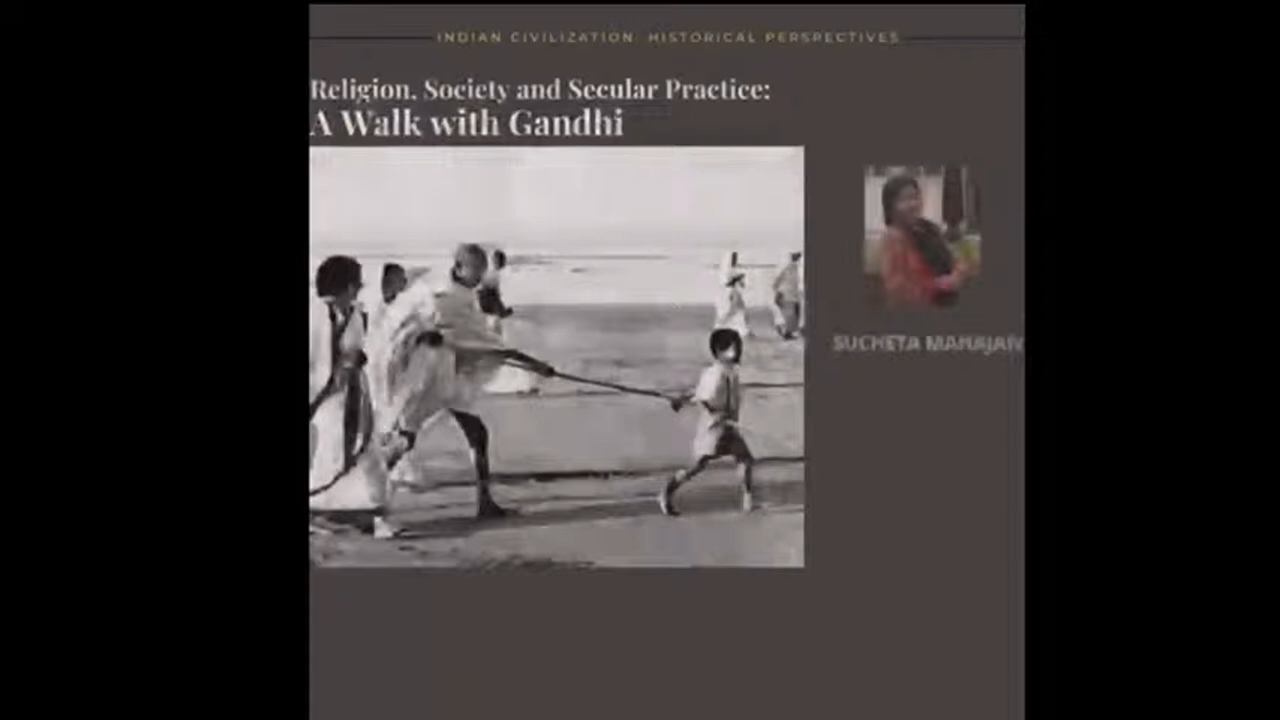 INDIAN CIVILIZATION: HISTORICAL PERSPECTIVES
Religion, Society and Secular Practice:
A Walk with Gandhi
SUCHETA MAHAJAN